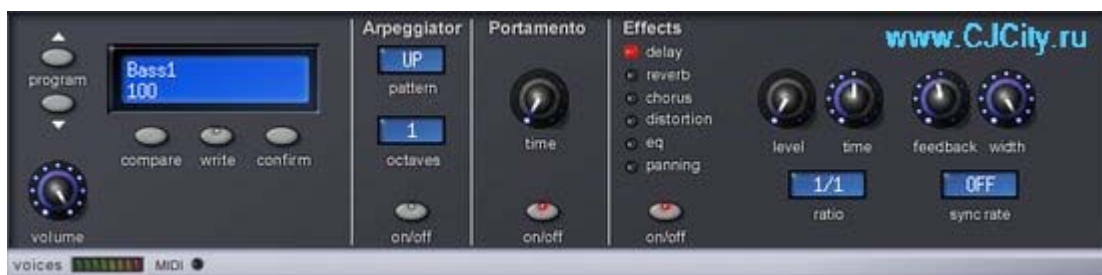 program
Bass1
100
compare write confirm
volume
Arpeggiator
UP
pattern
1
octaves
on/off
Portamento
time
on/off
Effects
delay
reverb
chorus
distortion
eq
panning
on/off
www.CJCity.ru
level time feedback width
1/1
ratio
OFF
sync rate
voices MIDI